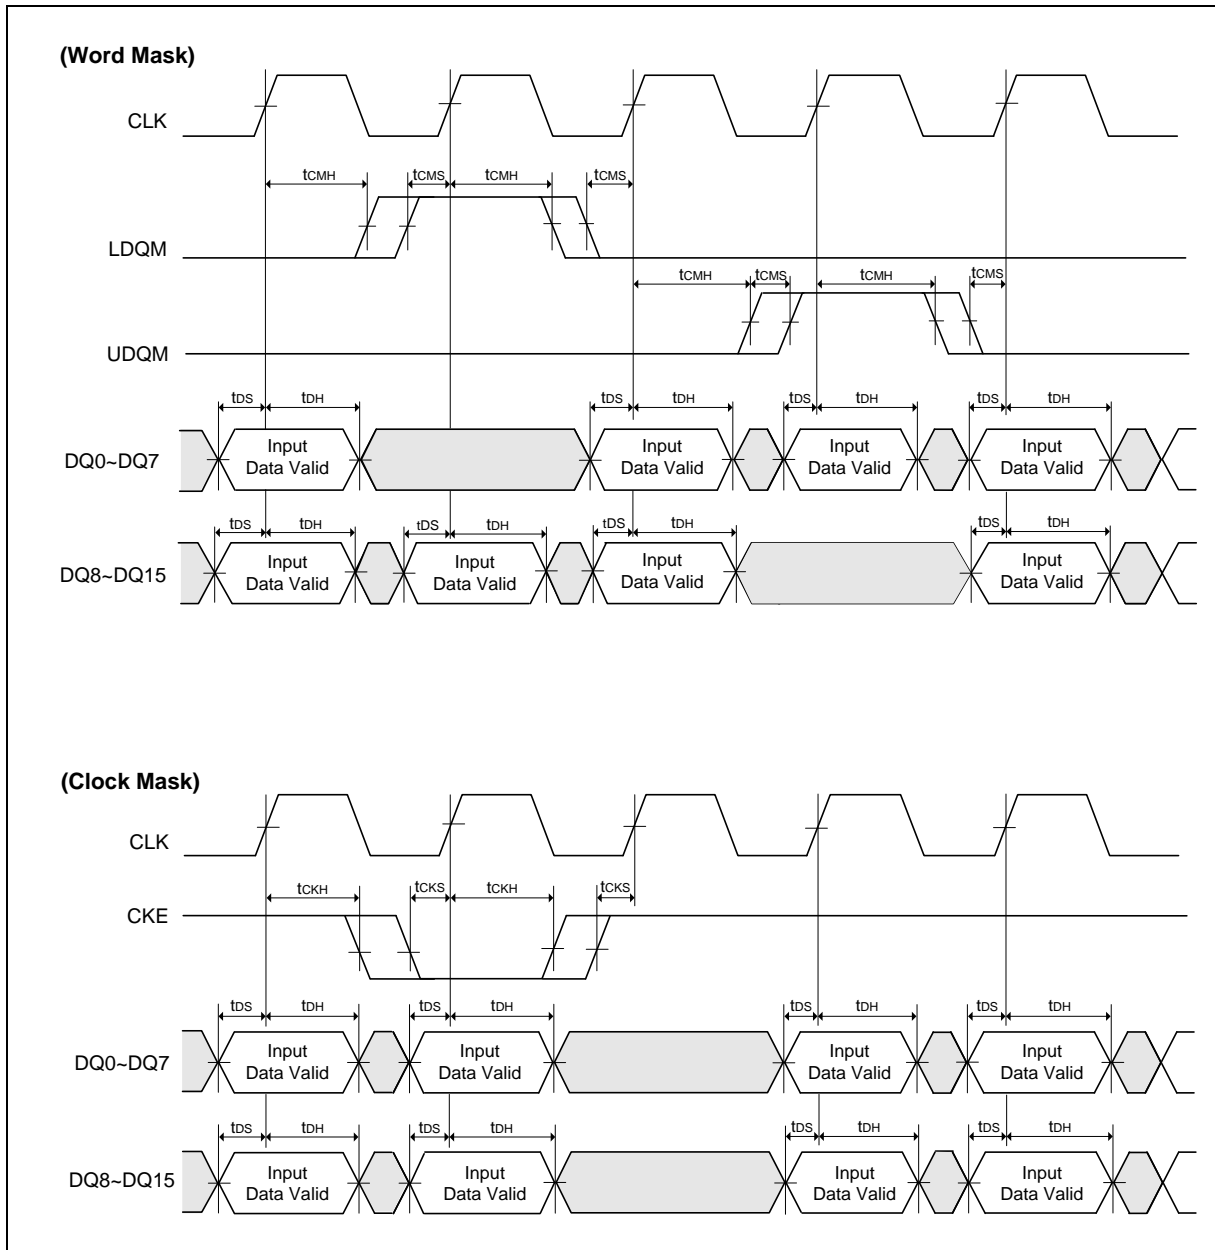 (Word Mask)
CLK
tCMH tCMS tCMH tCMS
LDQM
tCMH tCMS tCMH tCMS
UDQM
tDS tDH tDS tDH tDS tDH tDS tDH
DQ0~DQ7
Input Data Valid
Input Data Valid
Input Data Valid
Input Data Valid
tDS tDH tDS tDH tDS tDH tDS tDH
DQ8~DQ15
Input Data Valid
Input Data Valid
Input Data Valid
Input Data Valid
(Clock Mask)
CLK
tCKH tCKS tCKH tCKS
CKE
tDS tDH tDS tDH tDS tDH tDS tDH
DQ0~DQ7
Input Data Valid
Input Data Valid
Input Data Valid
Input Data Valid
tDS tDH tDS tDH tDS tDH tDS tDH
DQ8~DQ15
Input Data Valid
Input Data Valid
Input Data Valid
Input Data Valid